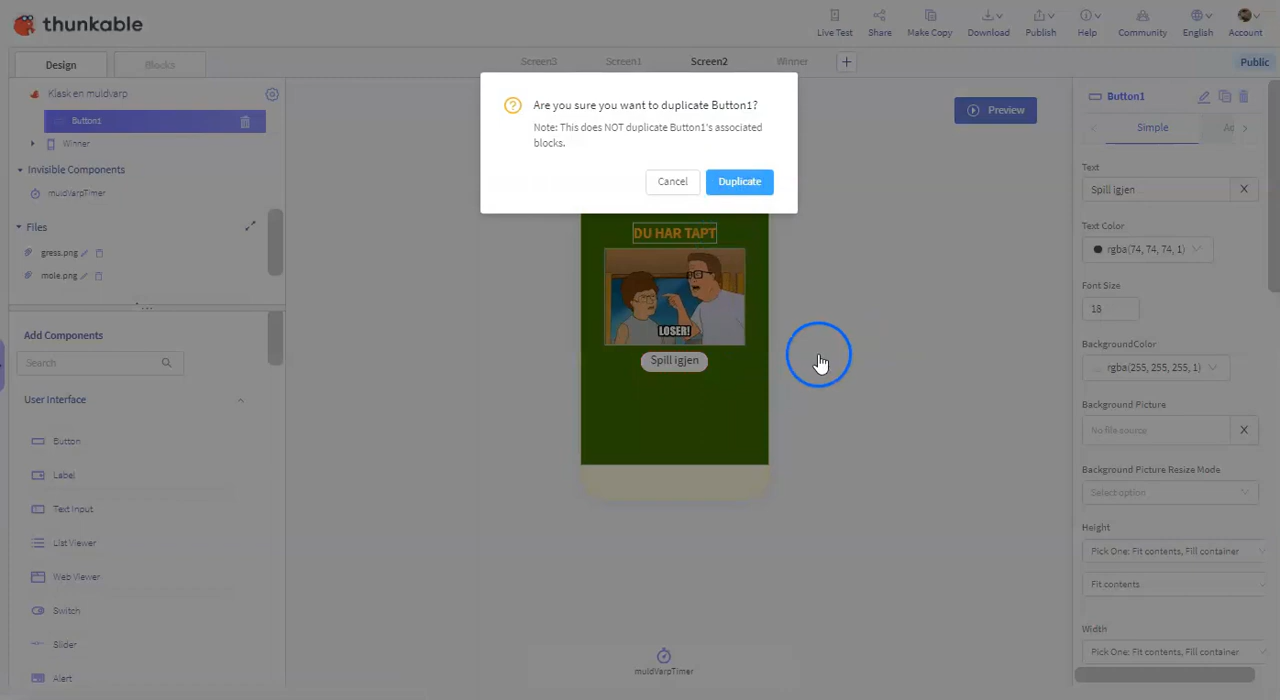 thunkable
Live Test
Share
Make Copy
Download
Publish
Help
Community
English
Account
Design
Blocks
Screen3
Screen1
Screen2
Winner
+
Public
Klask en muldvarp
Button1
Winner
Invisible Components
muldVarpTimer
Files
gress.png
mole.png
Add Components
Search
User Interface
Button
Label
Text Input
List Viewer
Web Viewer
Switch
Slider
Alert
Are you sure you want to duplicate Button1?
Note: This does NOT duplicate Button1's associated
blocks.
Cancel
Duplicate
Preview
DU HAR TAPT
LOSER!
Spill igjen
muldVarpTimer
Button1
Simple
Text
Spill igjen
Text Color
rgba(74, 74, 74, 1)
Font Size
18
BackgroundColor
rgba(255, 255, 255, 1)
Background Picture
No file source
Background Picture Resize Mode
Select option
Height
Pick One: Fit contents, Fill container
Fit contents
Width
Pick One: Fit contents, Fill container